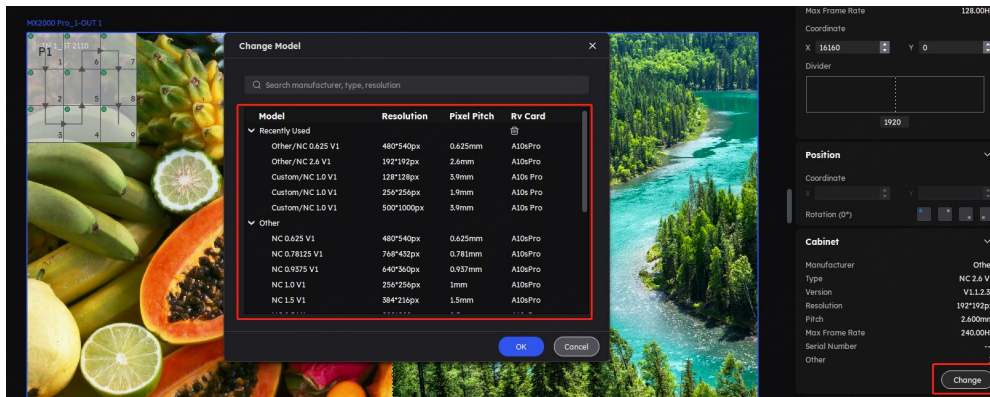 MX2000 Pro_1-OUT 1
P1
1 6 7
2 5 8
3 4 9
Change Model
Search manufacturer, type, resolution
Model Resolution Pixel Pitch Rv Card
Recently Used
Other/NC 0.625 V1 480*540px 0.625mm A10sPro
Other/NC 2.6 V1 192*192px 2.6mm A10sPro
Custom/NC 1.0 V1 128*128px 3.9mm A10s Pro
Custom/NC 1.0 V1 256*256px 1.9mm A10s Pro
Custom/NC 1.0 V1 500*1000px 3.9mm A10s Pro
Other
NC 0.625 V1 480*540px 0.625mm A10sPro
NC 0.78125 V1 768*432px 0.781mm A10sPro
NC 0.9375 V1 640*360px 0.937mm A10sPro
NC 1.0 V1 256*256px 1mm A10sPro
NC 1.5 V1 384*216px 1.5mm A10sPro
OK Cancel
Max Frame Rate 128.00H
Coordinate
X 16160 Y 0
Divider
1920
Position
Coordinate
X Y
Rotation (0°)
Cabinet
Manufacturer Othe
Type NC 2.6 V
Version V1.1.2.3
Resolution 192*192p
Pitch 2.600mm
Max Frame Rate 240.00H
Serial Number --
Other
Change